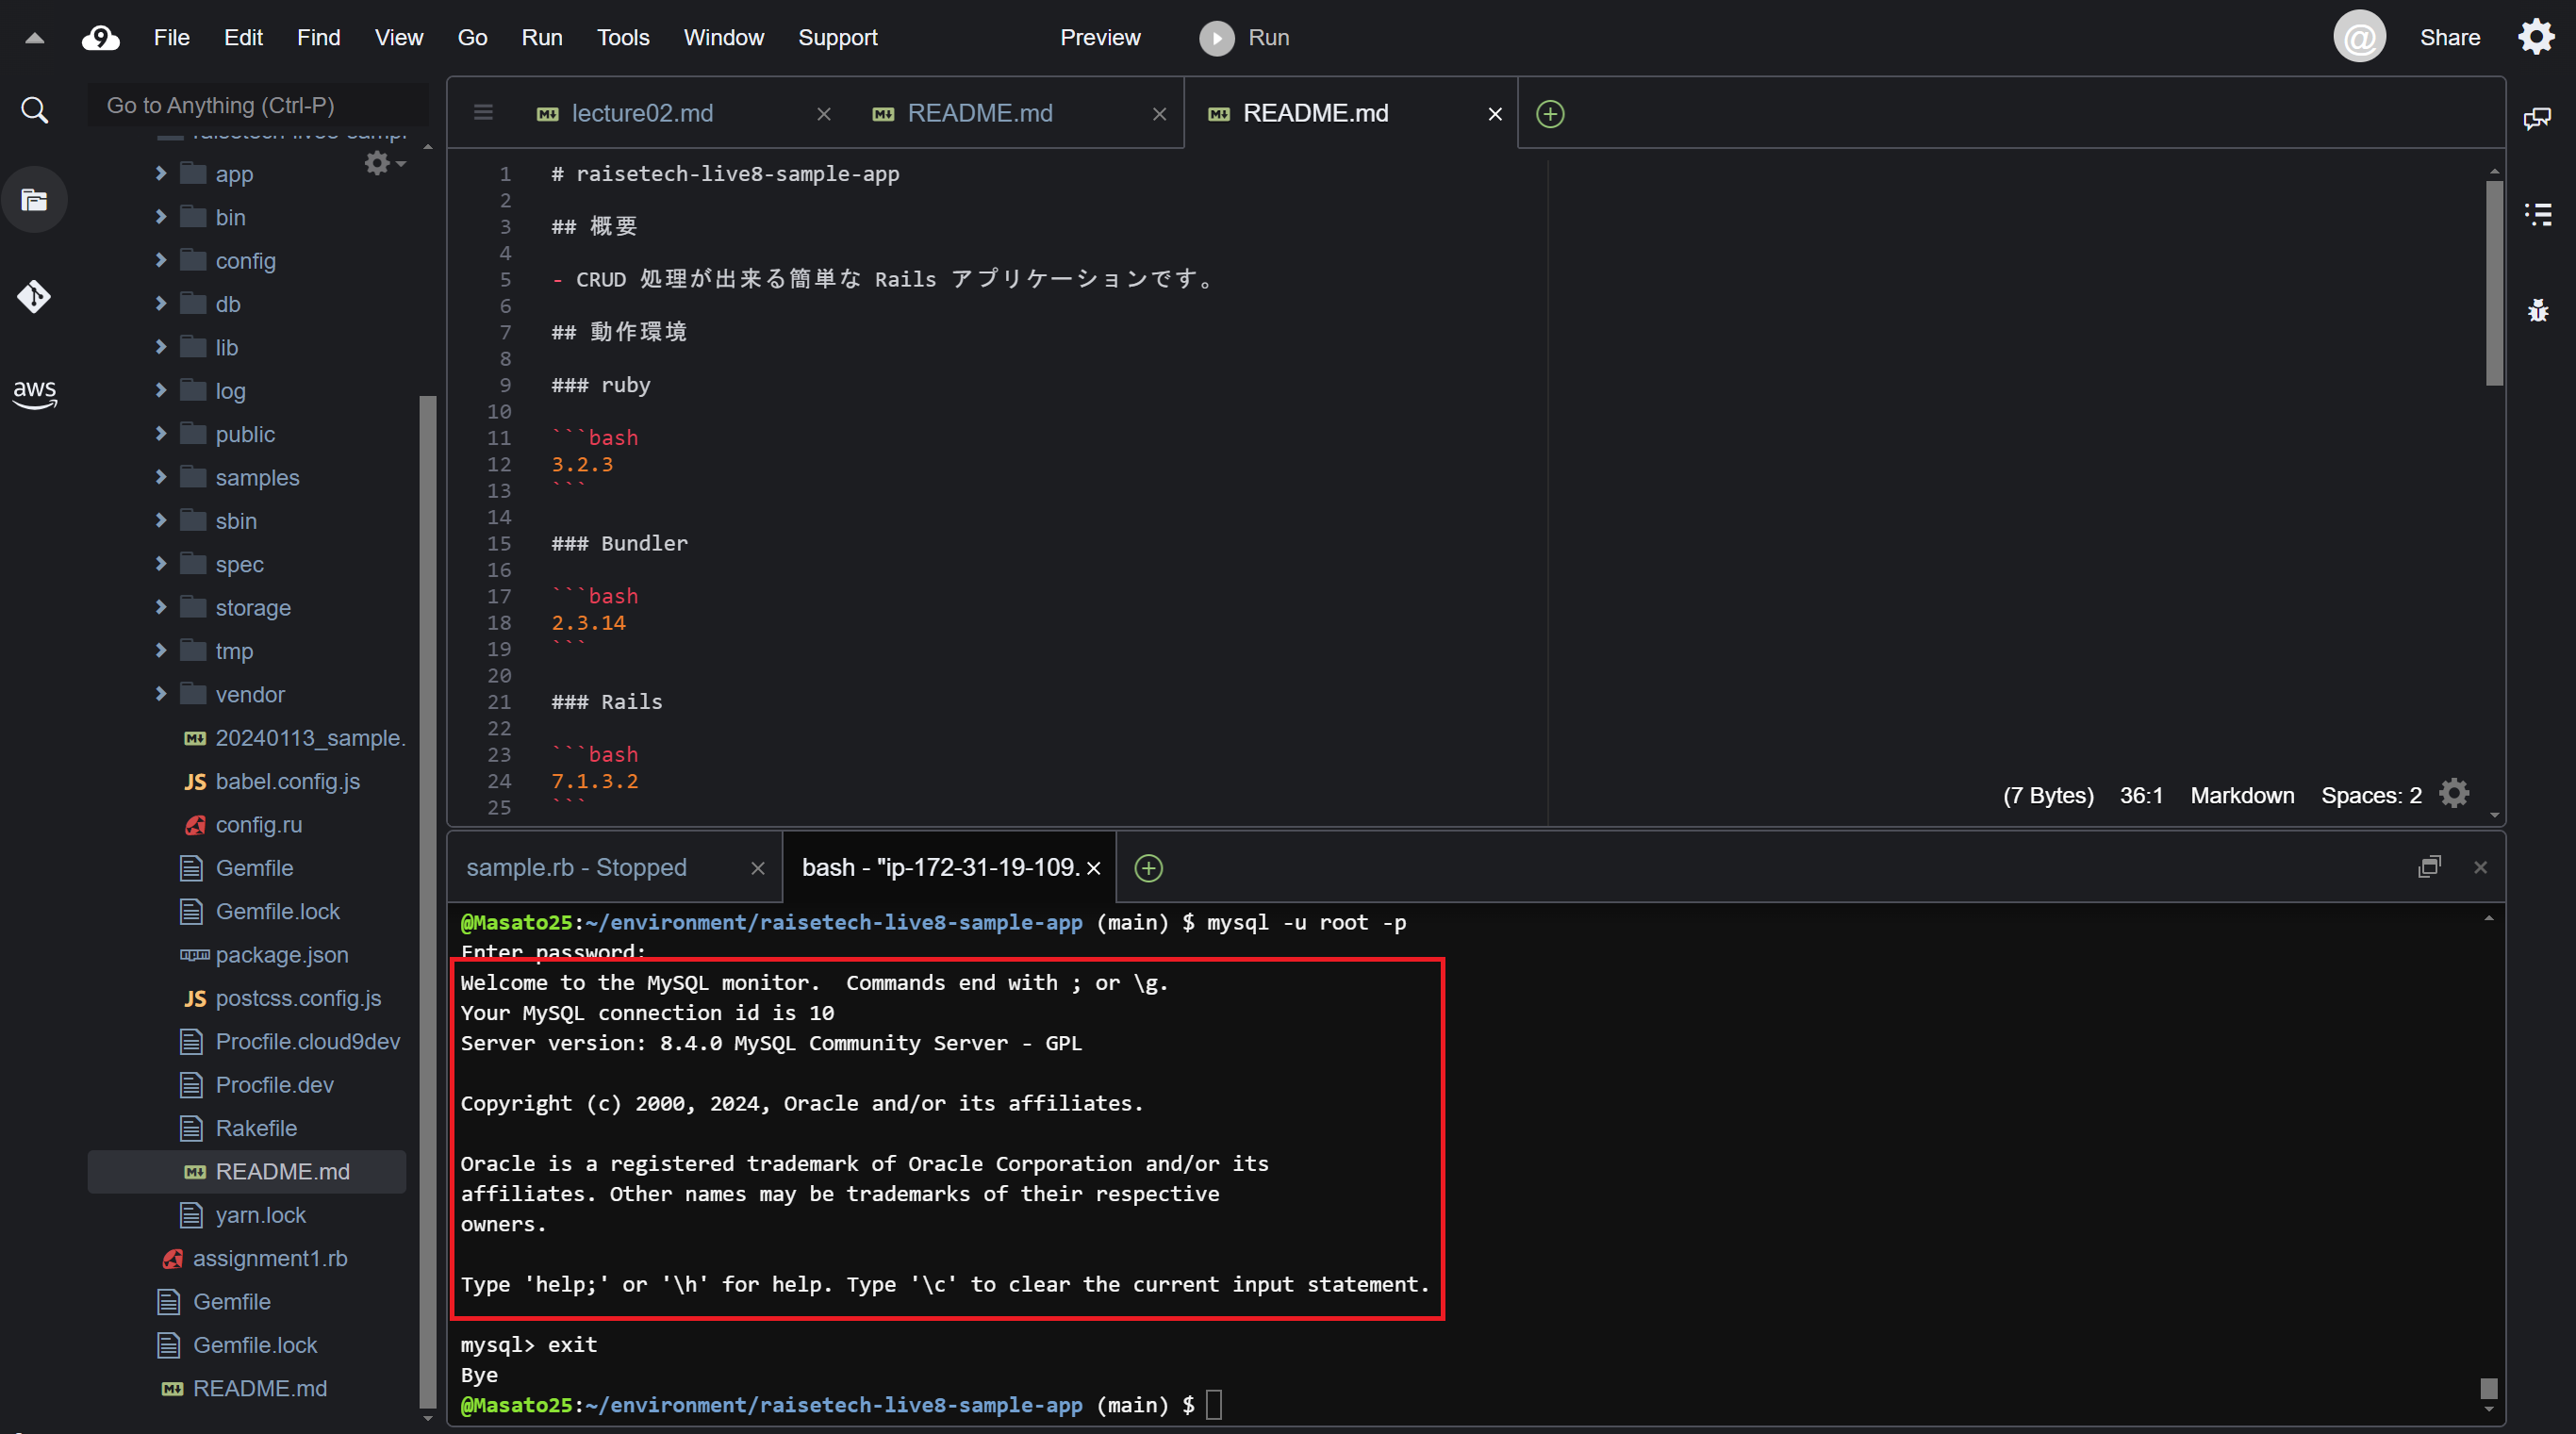 File Edit Find View Go Run Tools Window Support Preview Run @ Share
Go to Anything (Ctrl-P)
raisetech-live8-sampl
app
bin
config
db
lib
log
public
samples
sbin
spec
storage
tmp
vendor
20240113_sample.
babel.config.js
config.ru
Gemfile
Gemfile.lock
package.json
postcss.config.js
Procfile.cloud9dev
Procfile.dev
Rakefile
README.md
yarn.lock
assignment1.rb
Gemfile
Gemfile.lock
README.md
aws
lecture02.md README.md README.md
1 # raisetech-live8-sample-app
2
3 ## 概要
4
5 - CRUD 処理が出来る簡単な Rails アプリケーションです。
6
7 ## 動作環境
8
9 ### ruby
10
11 ```bash
12 3.2.3
13 ```
14
15 ### Bundler
16
17 ```bash
18 2.3.14
19 ```
20
21 ### Rails
22
23 ```bash
24 7.1.3.2
25 ```
(7 Bytes) 36:1 Markdown Spaces: 2
sample.rb - Stopped bash - "ip-172-31-19-109.
@Masato25:~/environment/raisetech-live8-sample-app (main) $ mysql -u root -p
Enter password:
Welcome to the MySQL monitor.  Commands end with ; or \g.
Your MySQL connection id is 10
Server version: 8.4.0 MySQL Community Server - GPL
Copyright (c) 2000, 2024, Oracle and/or its affiliates.
Oracle is a registered trademark of Oracle Corporation and/or its
affiliates. Other names may be trademarks of their respective
owners.
Type 'help;' or '\h' for help. Type '\c' to clear the current input statement.
mysql> exit
Bye
@Masato25:~/environment/raisetech-live8-sample-app (main) $